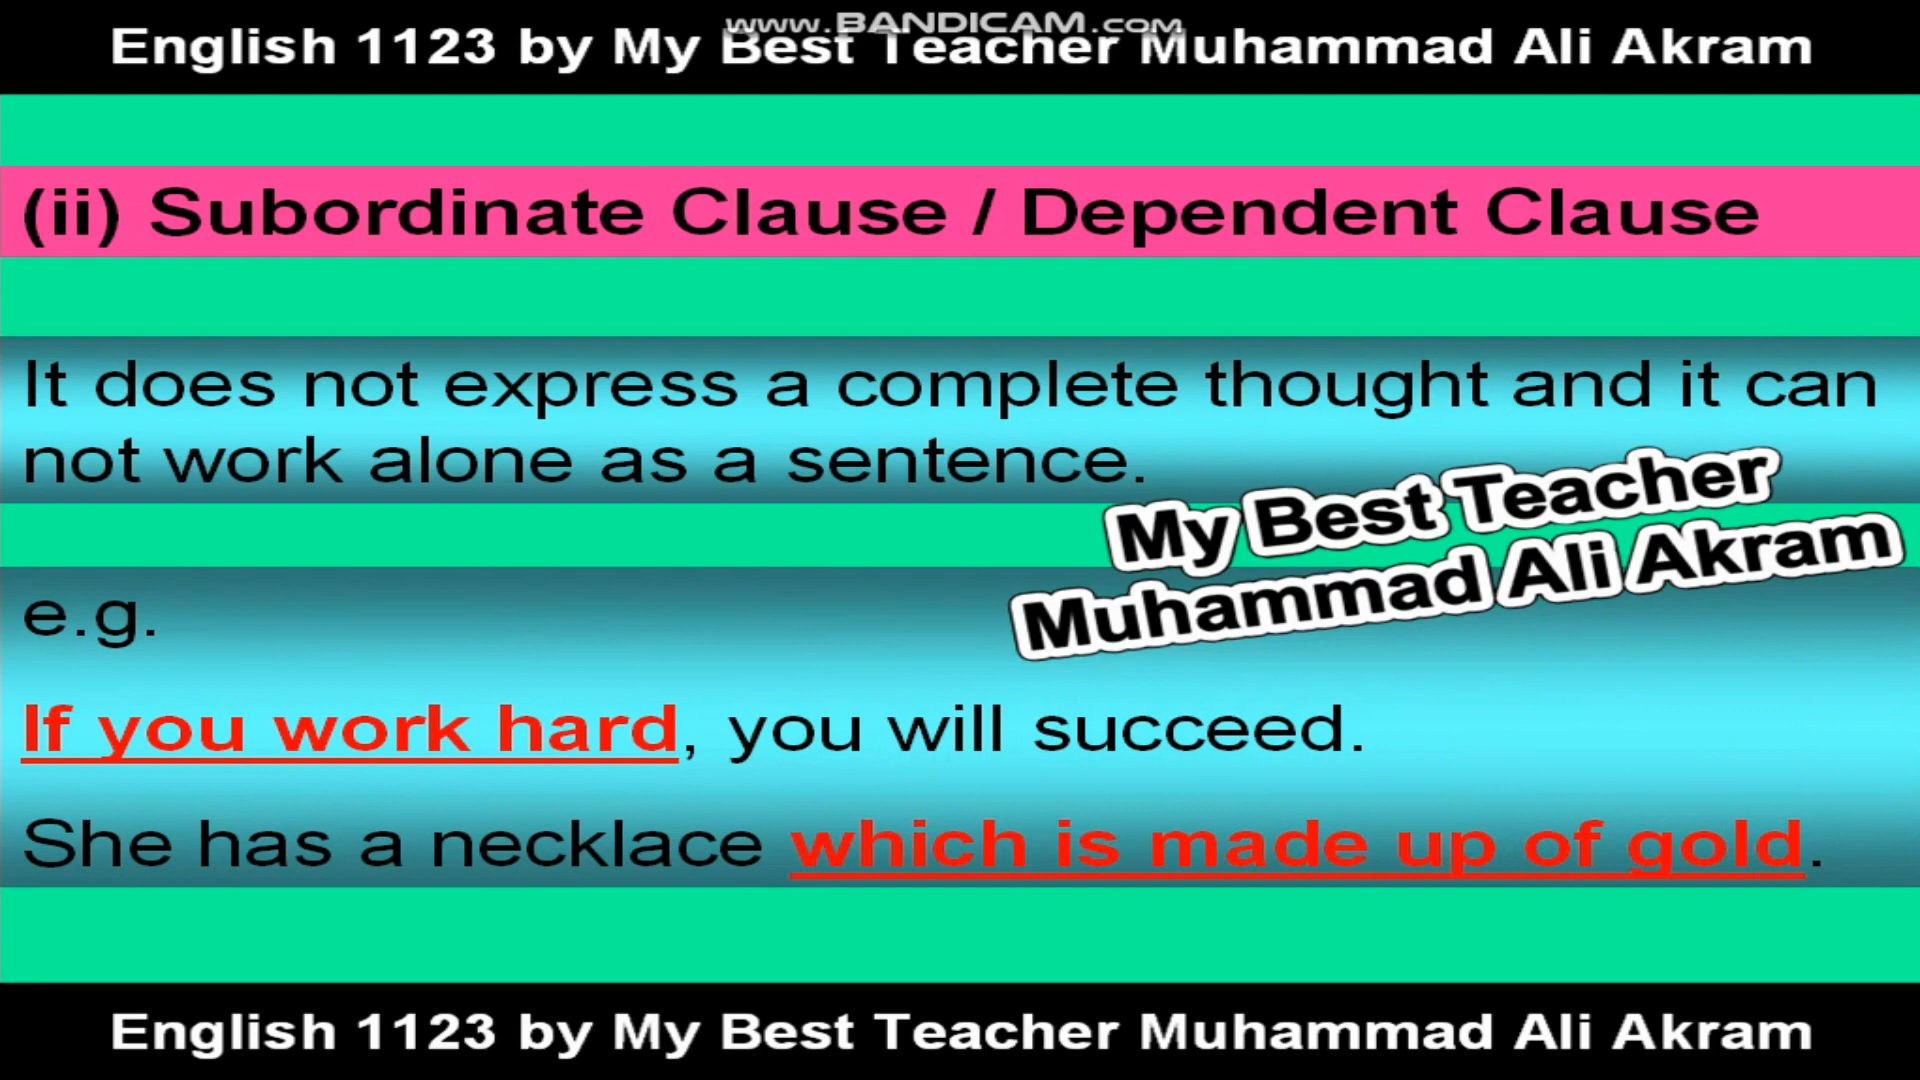 www.BANDICAM.com
English 1123 by My Best Teacher Muhammad Ali Akram
(ii) Subordinate Clause / Dependent Clause
It does not express a complete thought and it can
not work alone as a sentence.
My Best Teacher
Muhammad Ali Akram
e.g.
If you work hard, you will succeed.
She has a necklace which is made up of gold.
English 1123 by My Best Teacher Muhammad Ali Akram